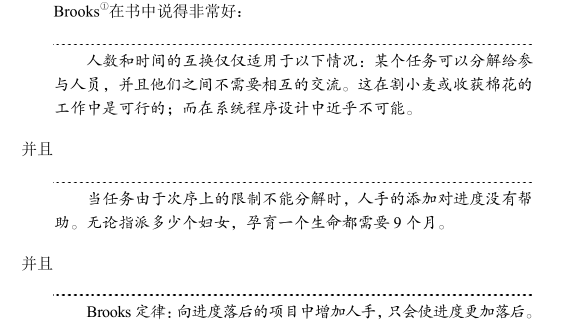 Brooks①在书中说得非常好：
人数和时间的互换仅仅适用于以下情况：某个任务可以分解给参
与人员，并且他们之间不需要相互的交流。这在割小麦或收获棉花的
工作中是可行的；而在系统程序设计中近乎不可能。
并且
当任务由于次序上的限制不能分解时，人手的添加对进度没有帮
助。无论指派多少个妇女，孕育一个生命都需要 9 个月。
并且
Brooks 定律：向进度落后的项目中增加人手，只会使进度更加落后。